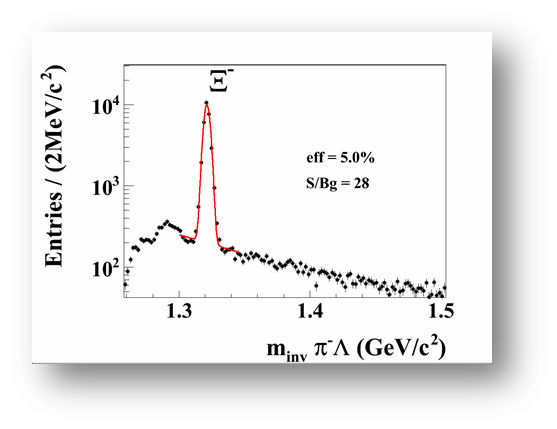 Ξ⁻
Entries / (2MeV/c²)
10⁴
10³
10²
eff = 5.0%
S/Bg = 28
1.3 1.4 1.5
m_inv π⁻Λ (GeV/c²)